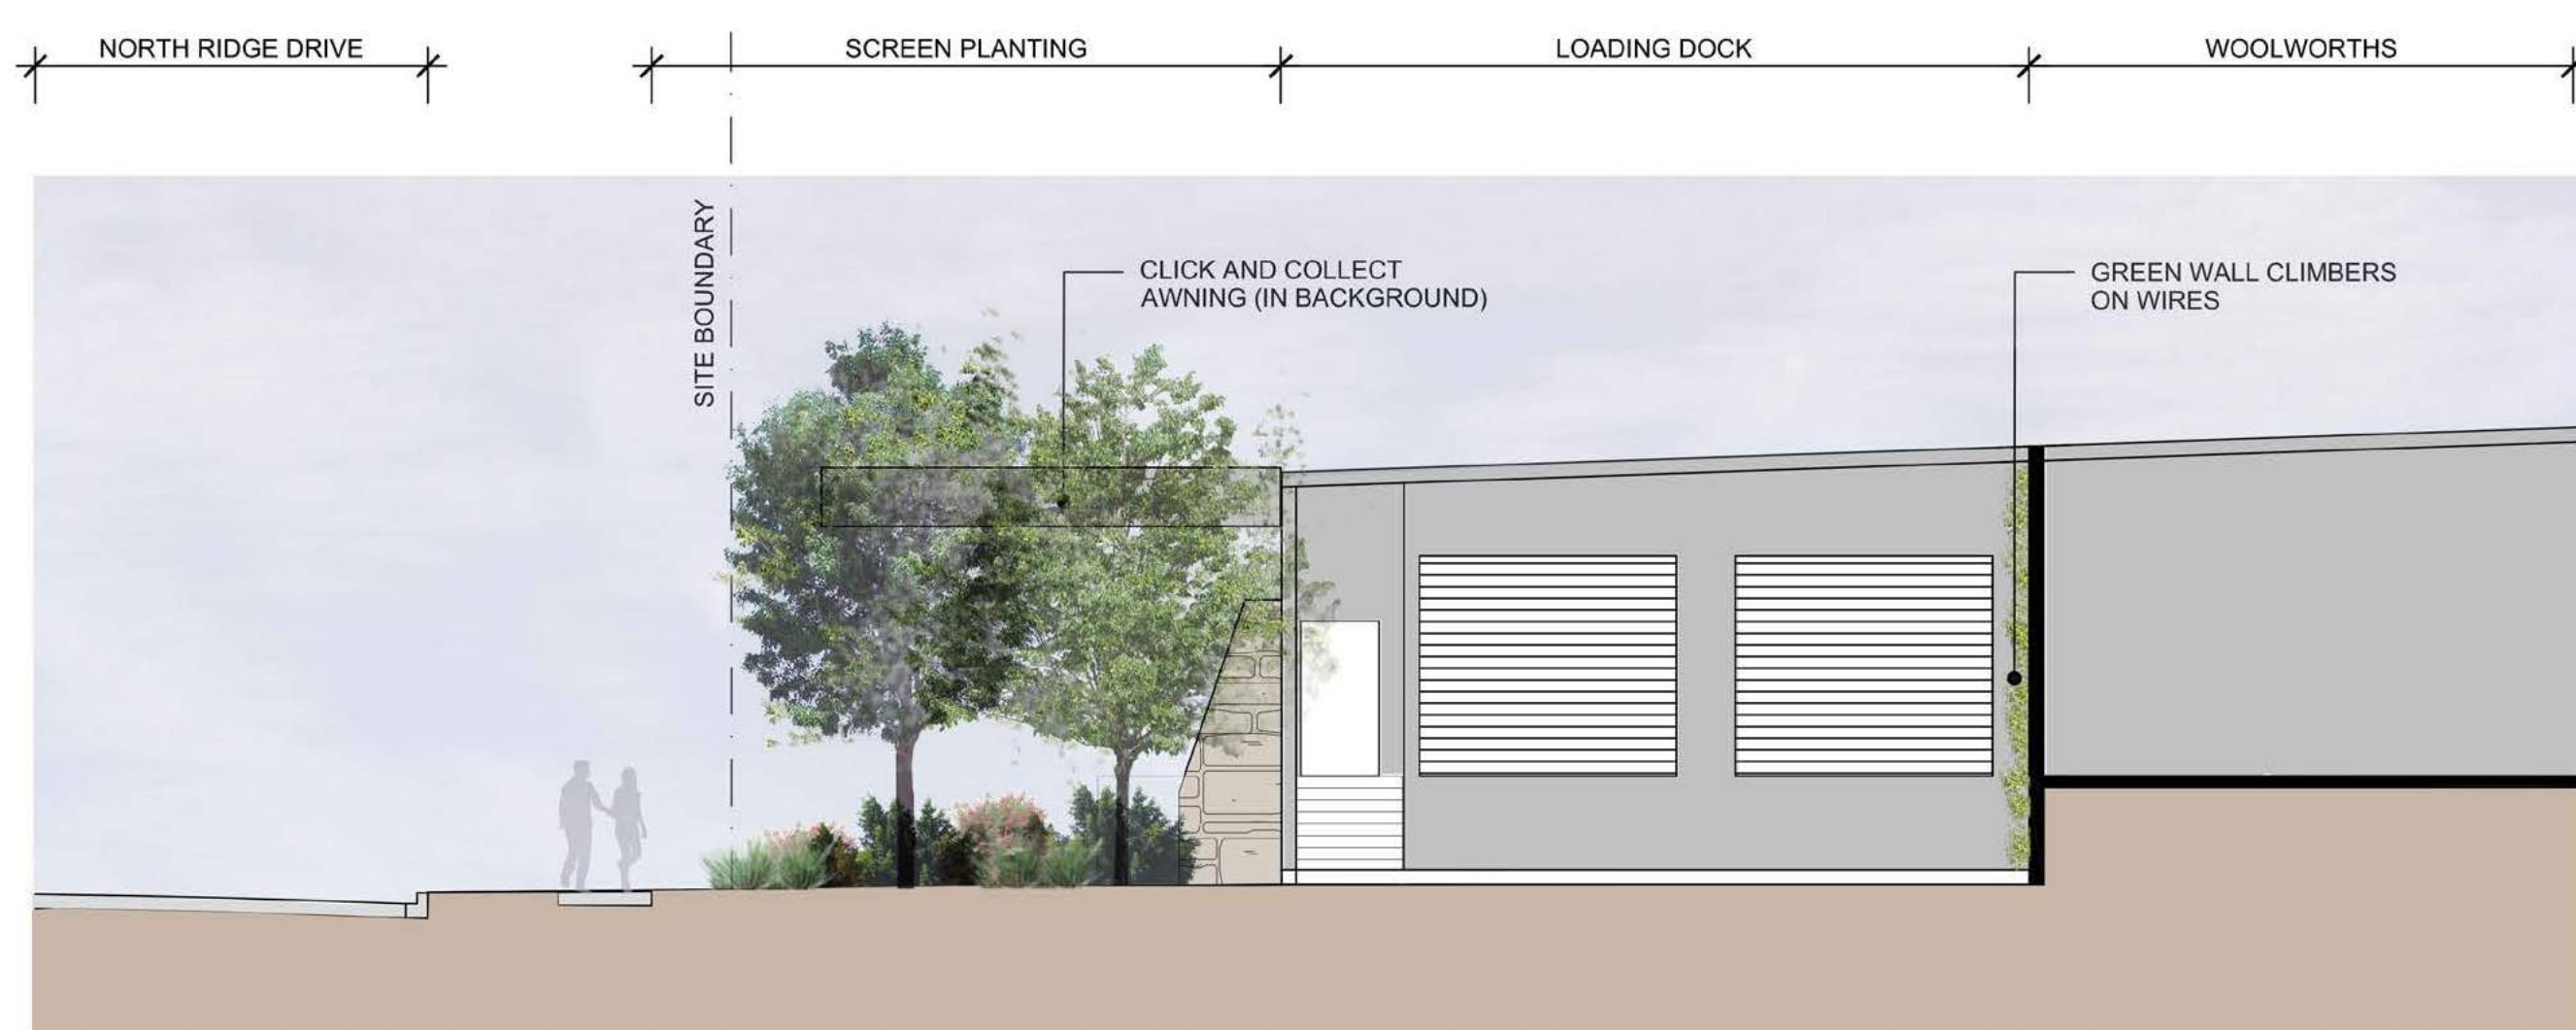 NORTH RIDGE DRIVE
SCREEN PLANTING
LOADING DOCK
WOOLWORTHS
SITE BOUNDARY
CLICK AND COLLECT
AWNING (IN BACKGROUND)
GREEN WALL CLIMBERS
ON WIRES